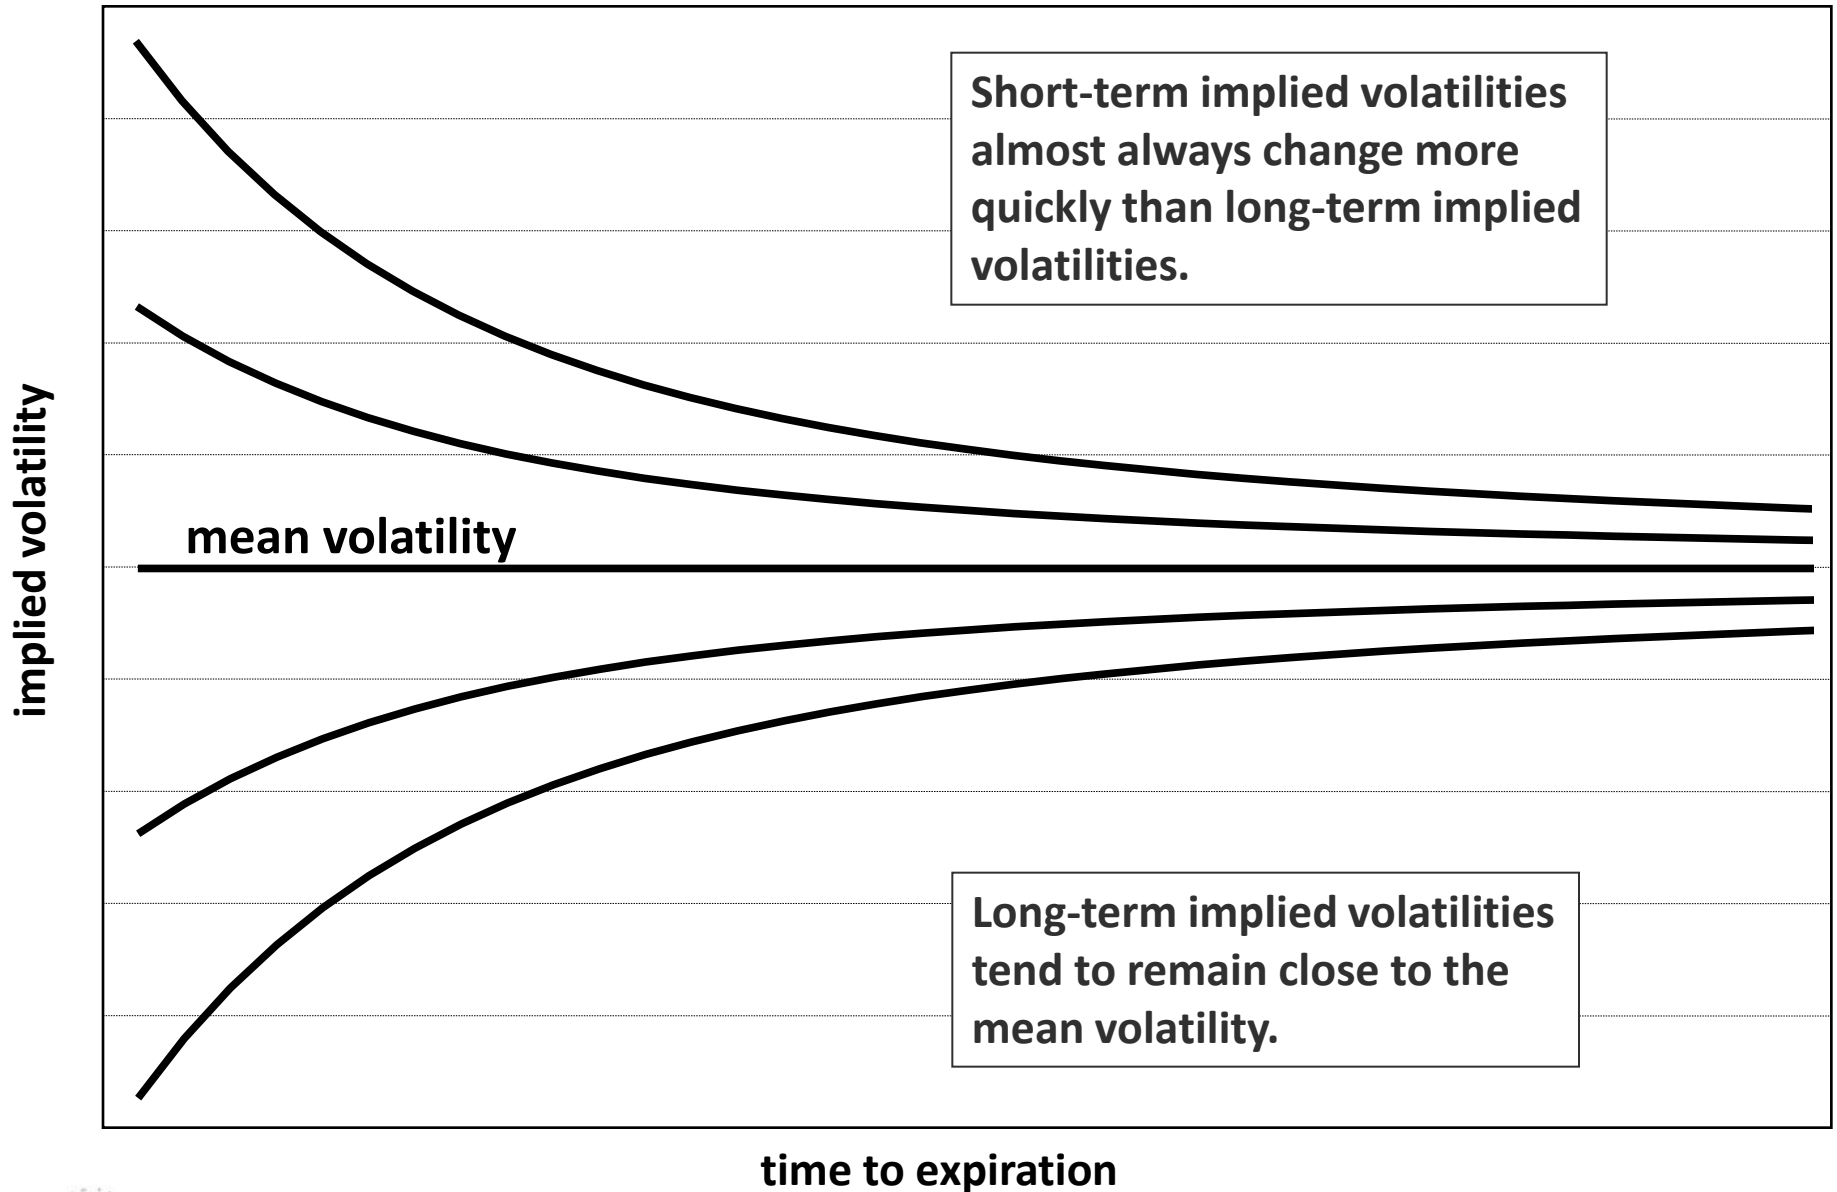 Short-term implied volatilities
almost always change more
quickly than long-term implied
volatilities.
implied volatility
mean volatility
Long-term implied volatilities
tend to remain close to the
mean volatility.
time to expiration